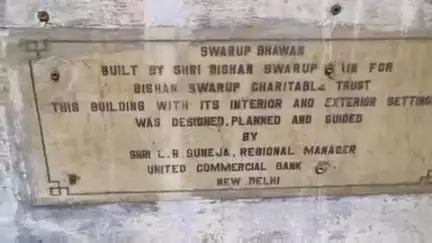 SWARUP BHAWAN
BUILT BY SHRI BISHAN SWARUP FOR
BISHAN SWARUP CHARITABLE TRUST
THIS BUILDING WITH ITS INTERIOR AND EXTERIOR SETTING
WAS DESIGNED, PLANNED AND GUIDED
BY
SHRI L.R. SUNEJA, REGIONAL MANAGER
UNITED COMMERCIAL BANK
NEW DELHI